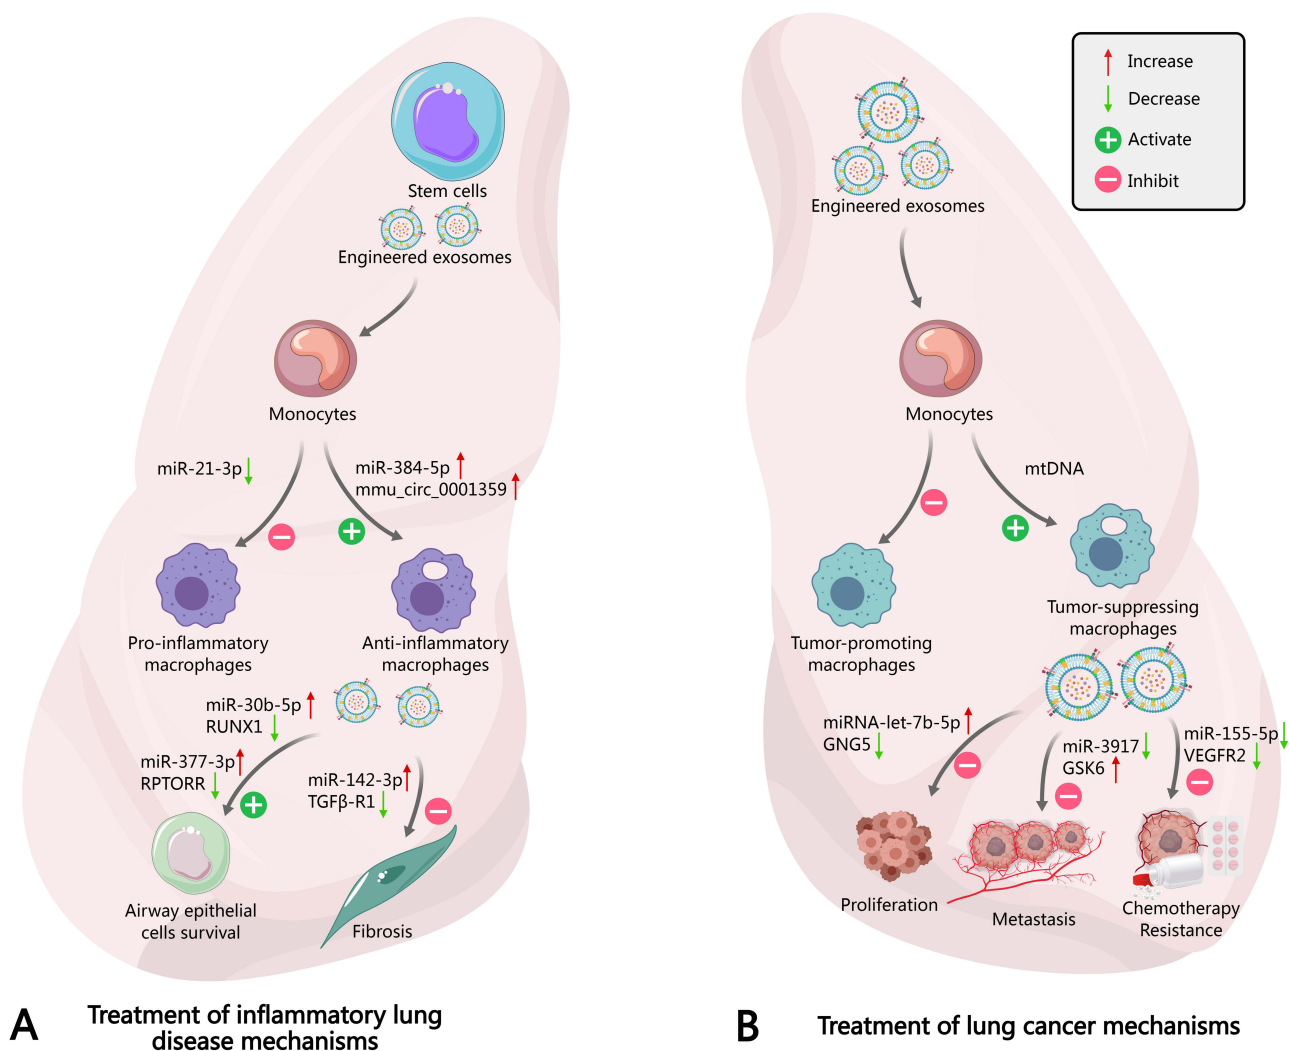 Stem cells
Engineered exosomes
Monocytes
miR-21-3p
miR-384-5p
mmu_circ_0001359
Pro-inflammatory
macrophages
Anti-inflammatory
macrophages
miR-30b-5p
RUNX1
miR-377-3p
RPTORR
miR-142-3p
TGFβ-R1
Airway epithelial
cells survival
Fibrosis
A
Treatment of inflammatory lung
disease mechanisms
Increase
Decrease
Activate
Inhibit
Engineered exosomes
Monocytes
mtDNA
Tumor-promoting
macrophages
Tumor-suppressing
macrophages
miRNA-let-7b-5p
GNG5
miR-3917
GSK6
miR-155-5p
VEGFR2
Proliferation
Metastasis
Chemotherapy
Resistance
B
Treatment of lung cancer mechanisms